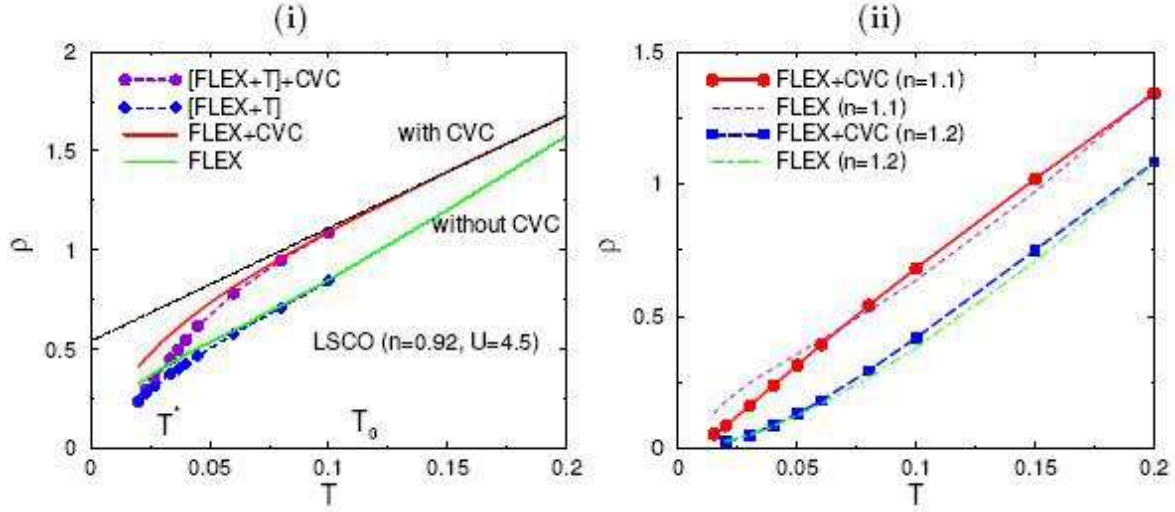 (i)
2
1.5
1
0.5
0
ρ
[FLEX+T]+CVC
[FLEX+T]
FLEX+CVC
FLEX
with CVC
without CVC
LSCO (n=0.92, U=4.5)
T*
T₀
0
0.05
0.1
0.15
0.2
T
(ii)
1.5
1
0.5
0
ρ
FLEX+CVC (n=1.1)
FLEX (n=1.1)
FLEX+CVC (n=1.2)
FLEX (n=1.2)
0
0.05
0.1
0.15
0.2
T